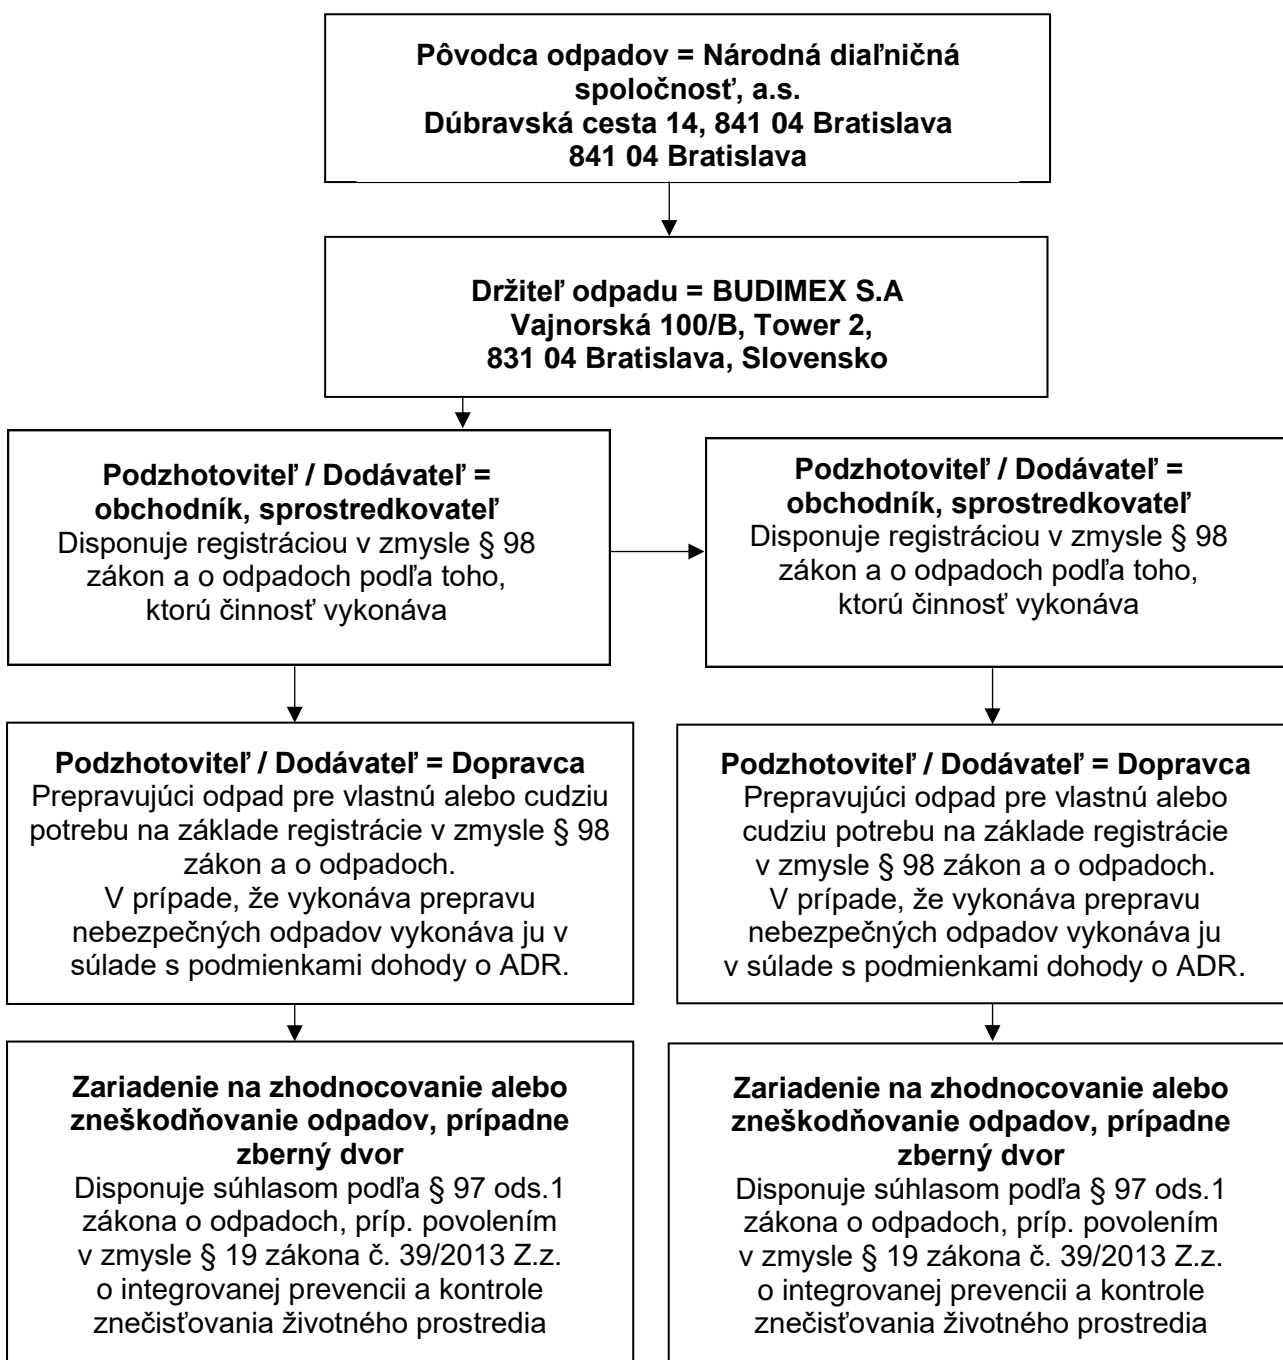 Pôvodca odpadov = Národná diaľničná
spoločnosť, a.s.
Dúbravská cesta 14, 841 04 Bratislava
841 04 Bratislava
Držiteľ odpadu = BUDIMEX S.A
Vajnorská 100/B, Tower 2,
831 04 Bratislava, Slovensko
Podzhotoviteľ / Dodávateľ =
obchodník, sprostredkovateľ
Disponuje registráciou v zmysle § 98
zákon a o odpadoch podľa toho,
ktorú činnosť vykonáva
Podzhotoviteľ / Dodávateľ =
obchodník, sprostredkovateľ
Disponuje registráciou v zmysle § 98
zákon a o odpadoch podľa toho,
ktorú činnosť vykonáva
Podzhotoviteľ / Dodávateľ = Dopravca
Prepravujúci odpad pre vlastnú alebo cudziu
potrebu na základe registrácie v zmysle § 98
zákon a o odpadoch.
V prípade, že vykonáva prepravu
nebezpečných odpadov vykonáva ju v
súlade s podmienkami dohody o ADR.
Podzhotoviteľ / Dodávateľ = Dopravca
Prepravujúci odpad pre vlastnú alebo
cudziu potrebu na základe registrácie
v zmysle § 98 zákon a o odpadoch.
V prípade, že vykonáva prepravu
nebezpečných odpadov vykonáva ju
v súlade s podmienkami dohody o ADR.
Zariadenie na zhodnocovanie alebo
zneškodňovanie odpadov, prípadne
zberný dvor
Disponuje súhlasom podľa § 97 ods.1
zákona o odpadoch, príp. povolením
v zmysle § 19 zákona č. 39/2013 Z.z.
o integrovanej prevencii a kontrole
znečisťovania životného prostredia
Zariadenie na zhodnocovanie alebo
zneškodňovanie odpadov, prípadne
zberný dvor
Disponuje súhlasom podľa § 97 ods.1
zákona o odpadoch, príp. povolením
v zmysle § 19 zákona č. 39/2013 Z.z.
o integrovanej prevencii a kontrole
znečisťovania životného prostredia